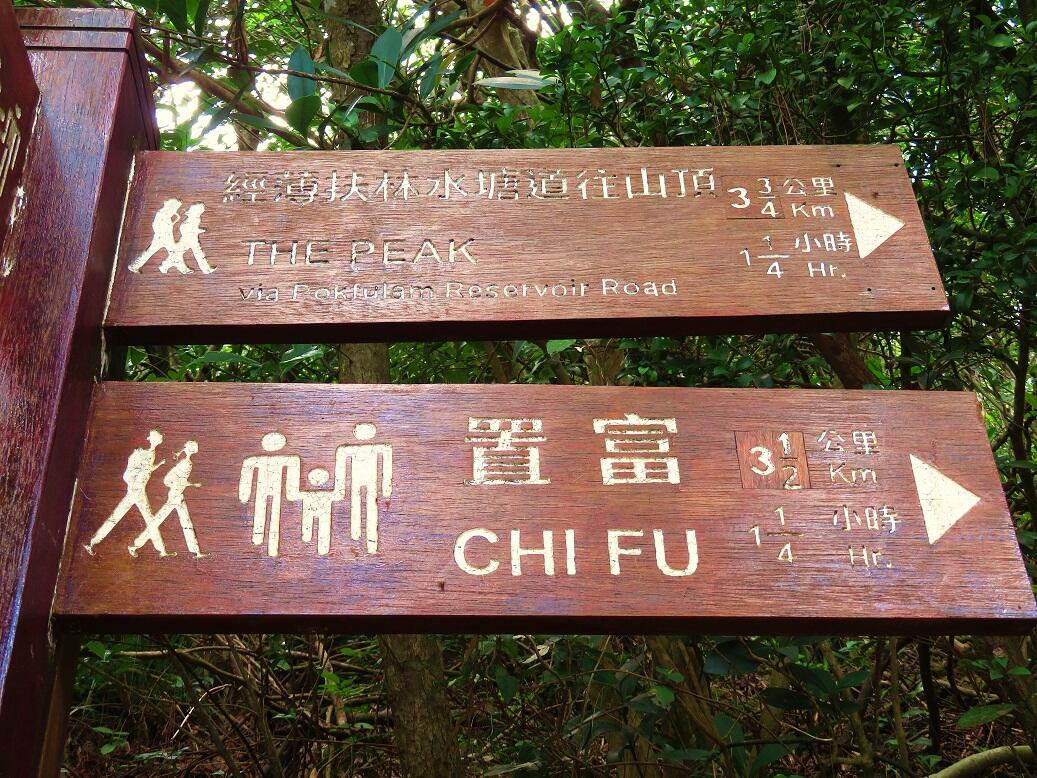 經薄扶林水塘道往山頂 3 3/4 公里 Km
THE PEAK 1 1/4 小時 Hr.
via Pokfulam Reservoir Road
置富 3 1/2 公里 Km
CHI FU 1 1/4 小時 Hr.